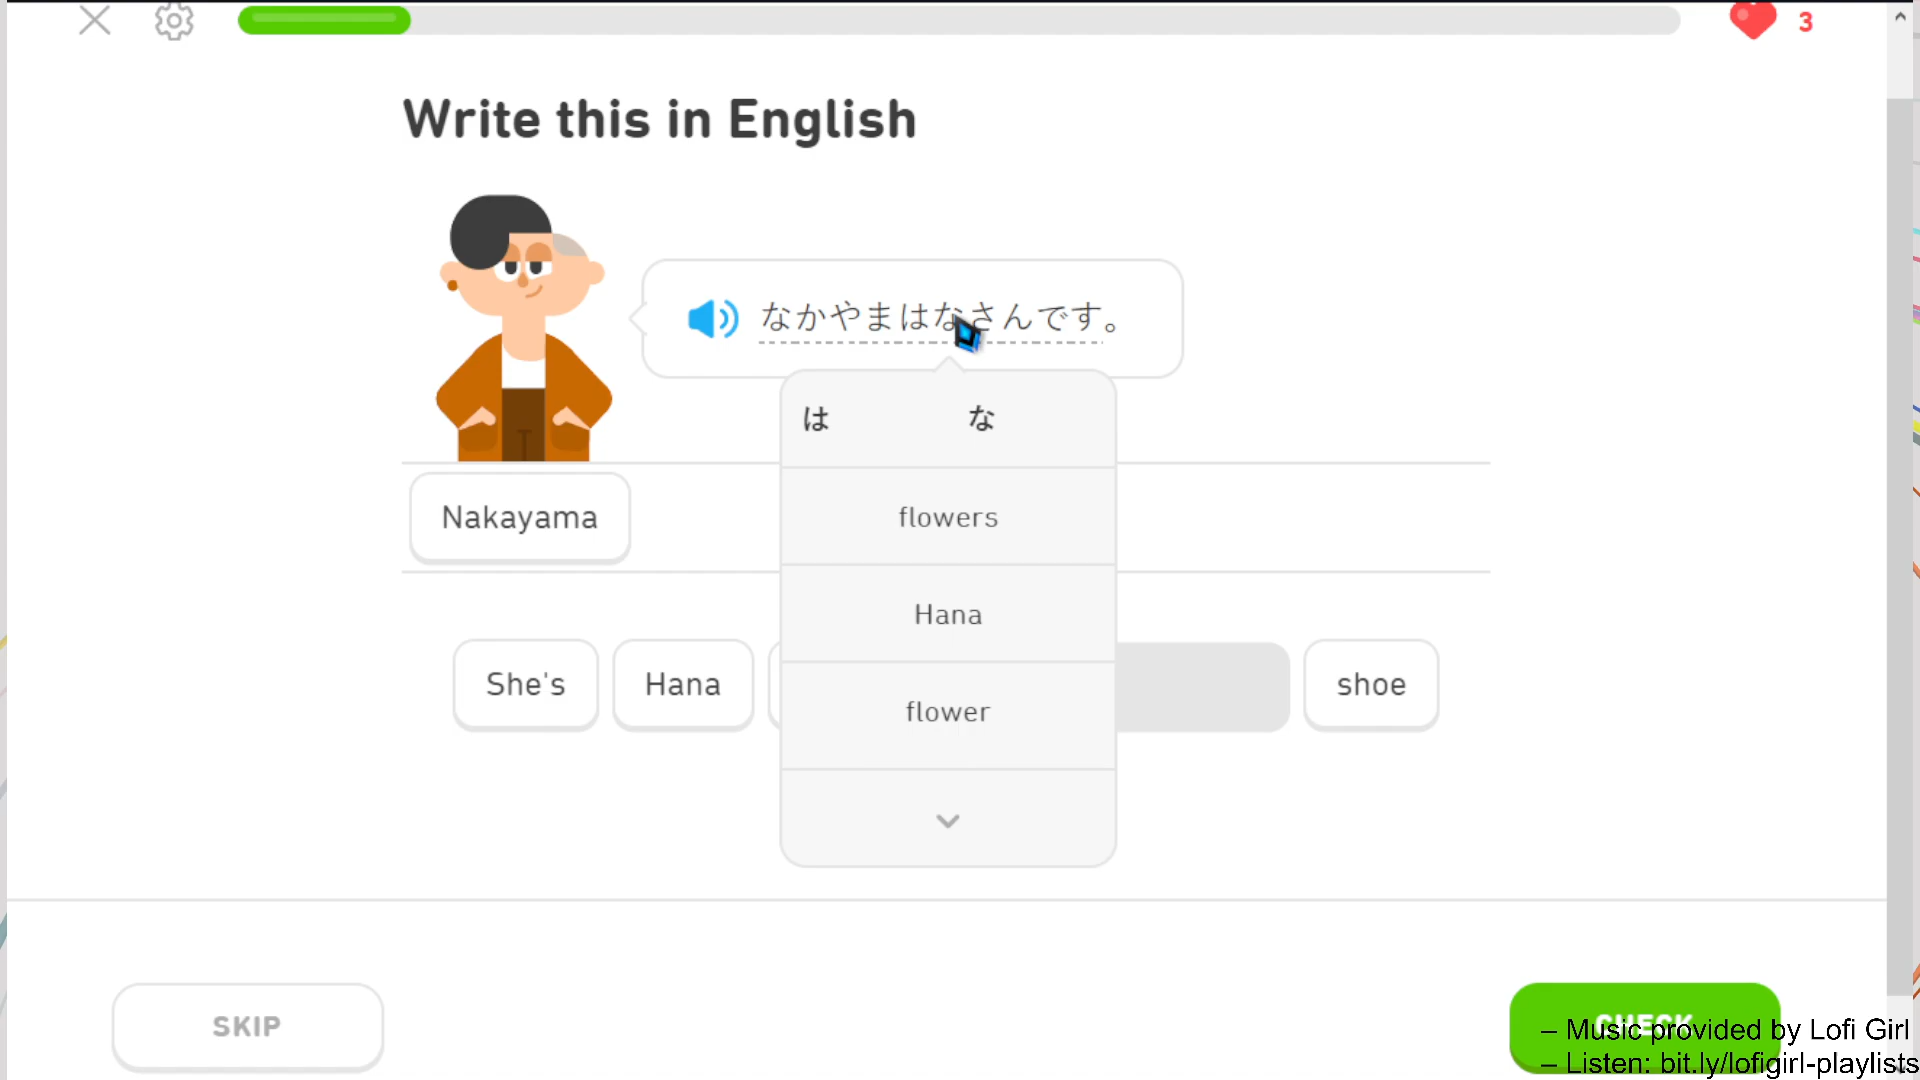 3
Write this in English
なかやまはなさんです。
は な
flowers
Nakayama
Hana
She's
Hana
shoe
flower
SKIP
CHECK
– Music provided by Lofi Girl
– Listen: bit.ly/lofigirl-playlists